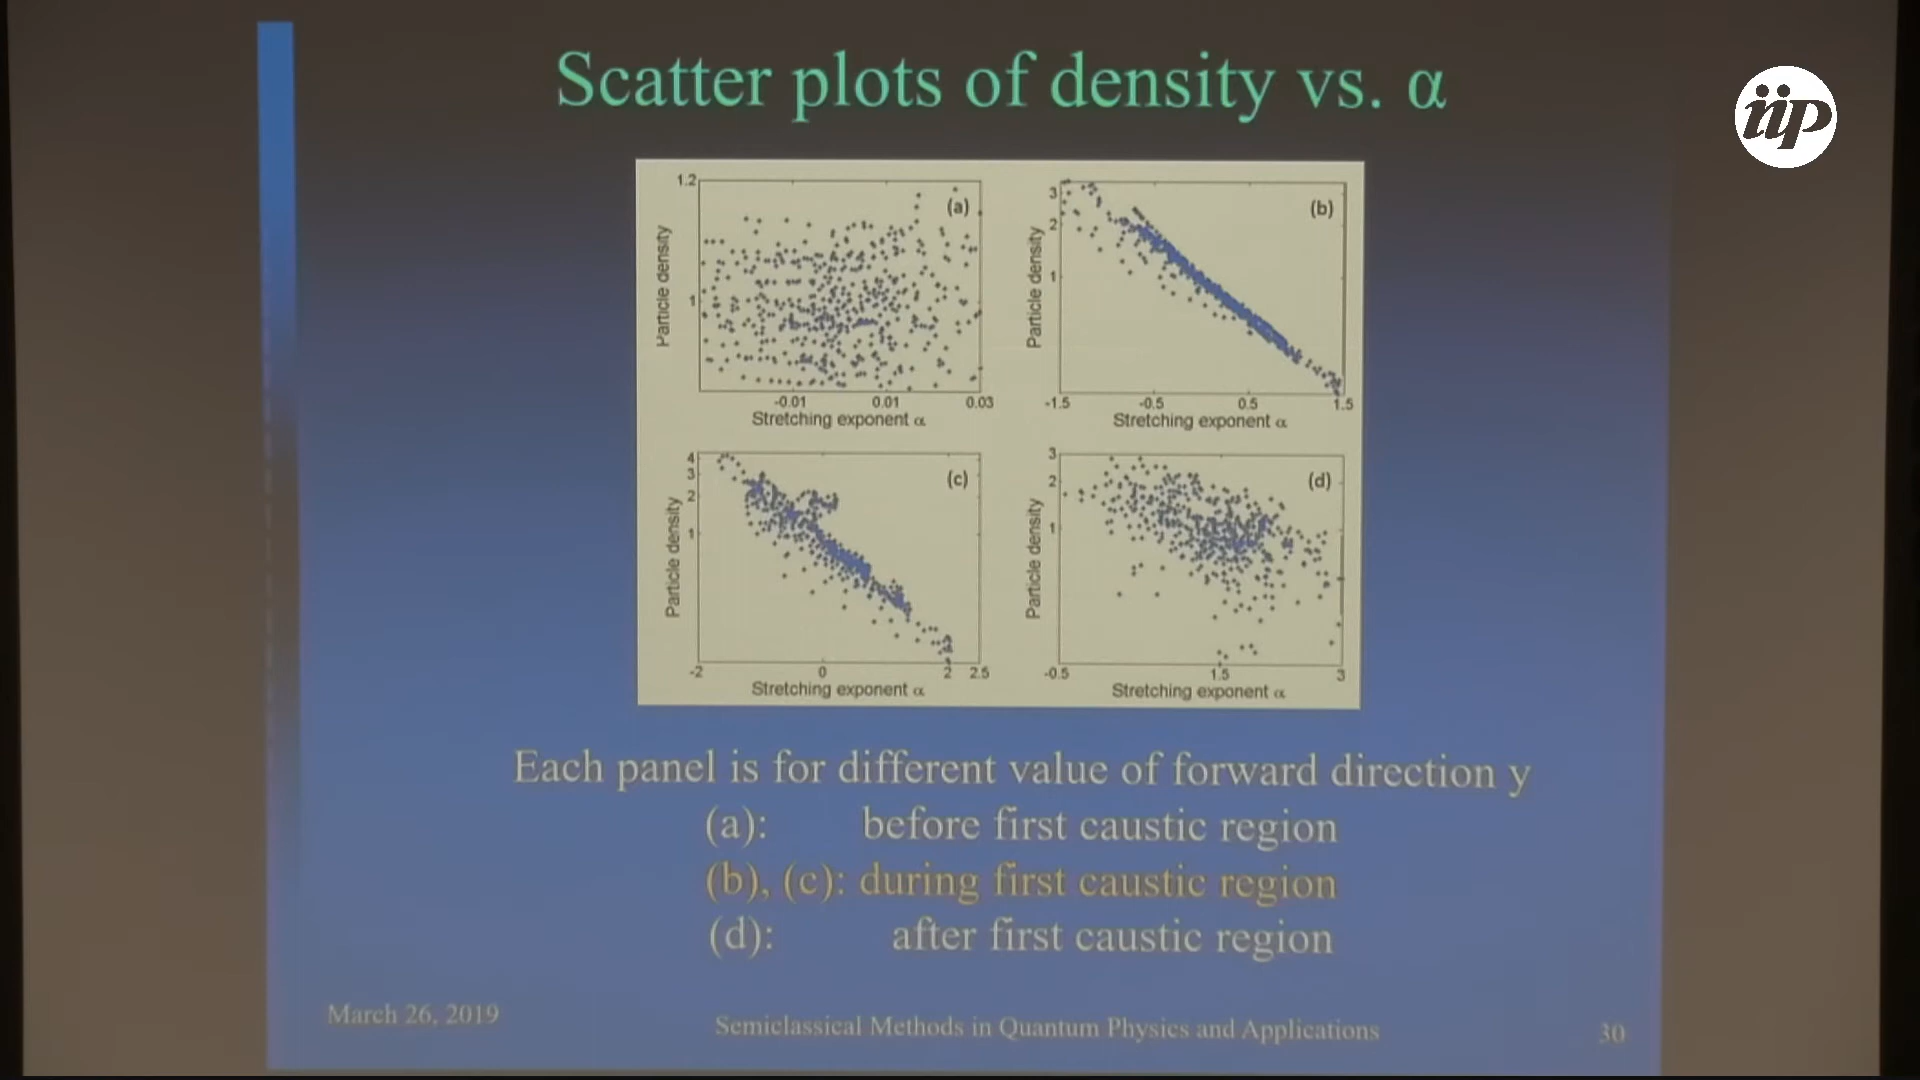 Scatter plots of density vs. α
iip
1.2
1
Particle density
(a)
-0.01 0.01 0.03
Stretching exponent α
3
2
1
Particle density
(b)
-1.5 -0.5 0.5 1.5
Stretching exponent α
4
3
2
1
Particle density
(c)
-2 0 2 2.5
Stretching exponent α
3
2
1
Particle density
(d)
-0.5 1.5 3
Stretching exponent α
Each panel is for different value of forward direction y
(a): before first caustic region
(b), (c): during first caustic region
(d): after first caustic region
March 26, 2019 Semiclassical Methods in Quantum Physics and Applications 30